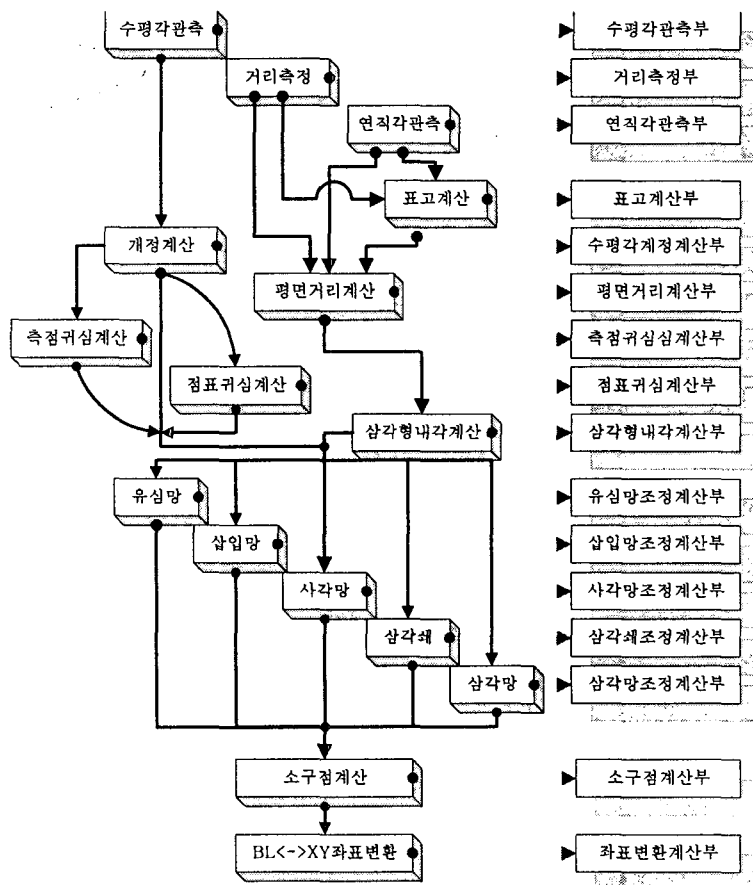 수평각관측
수평각관측부
거리측정
거리측정부
연직각관측
연직각관측부
표고계산
표고계산부
개정계산
수평각계정계산부
평면거리계산
평면거리계산부
측점귀심계산
측점귀심심계산부
점표귀심계산
점표귀심계산부
삼각형내각계산
삼각형내각계산부
유심망
유심망조정계산부
삽입망
삽입망조정계산부
사각망
사각망조정계산부
삼각쇄
삼각쇄조정계산부
삼각망
삼각망조정계산부
소구점계산
소구점계산부
BL<->XY좌표변환
좌표변환계산부